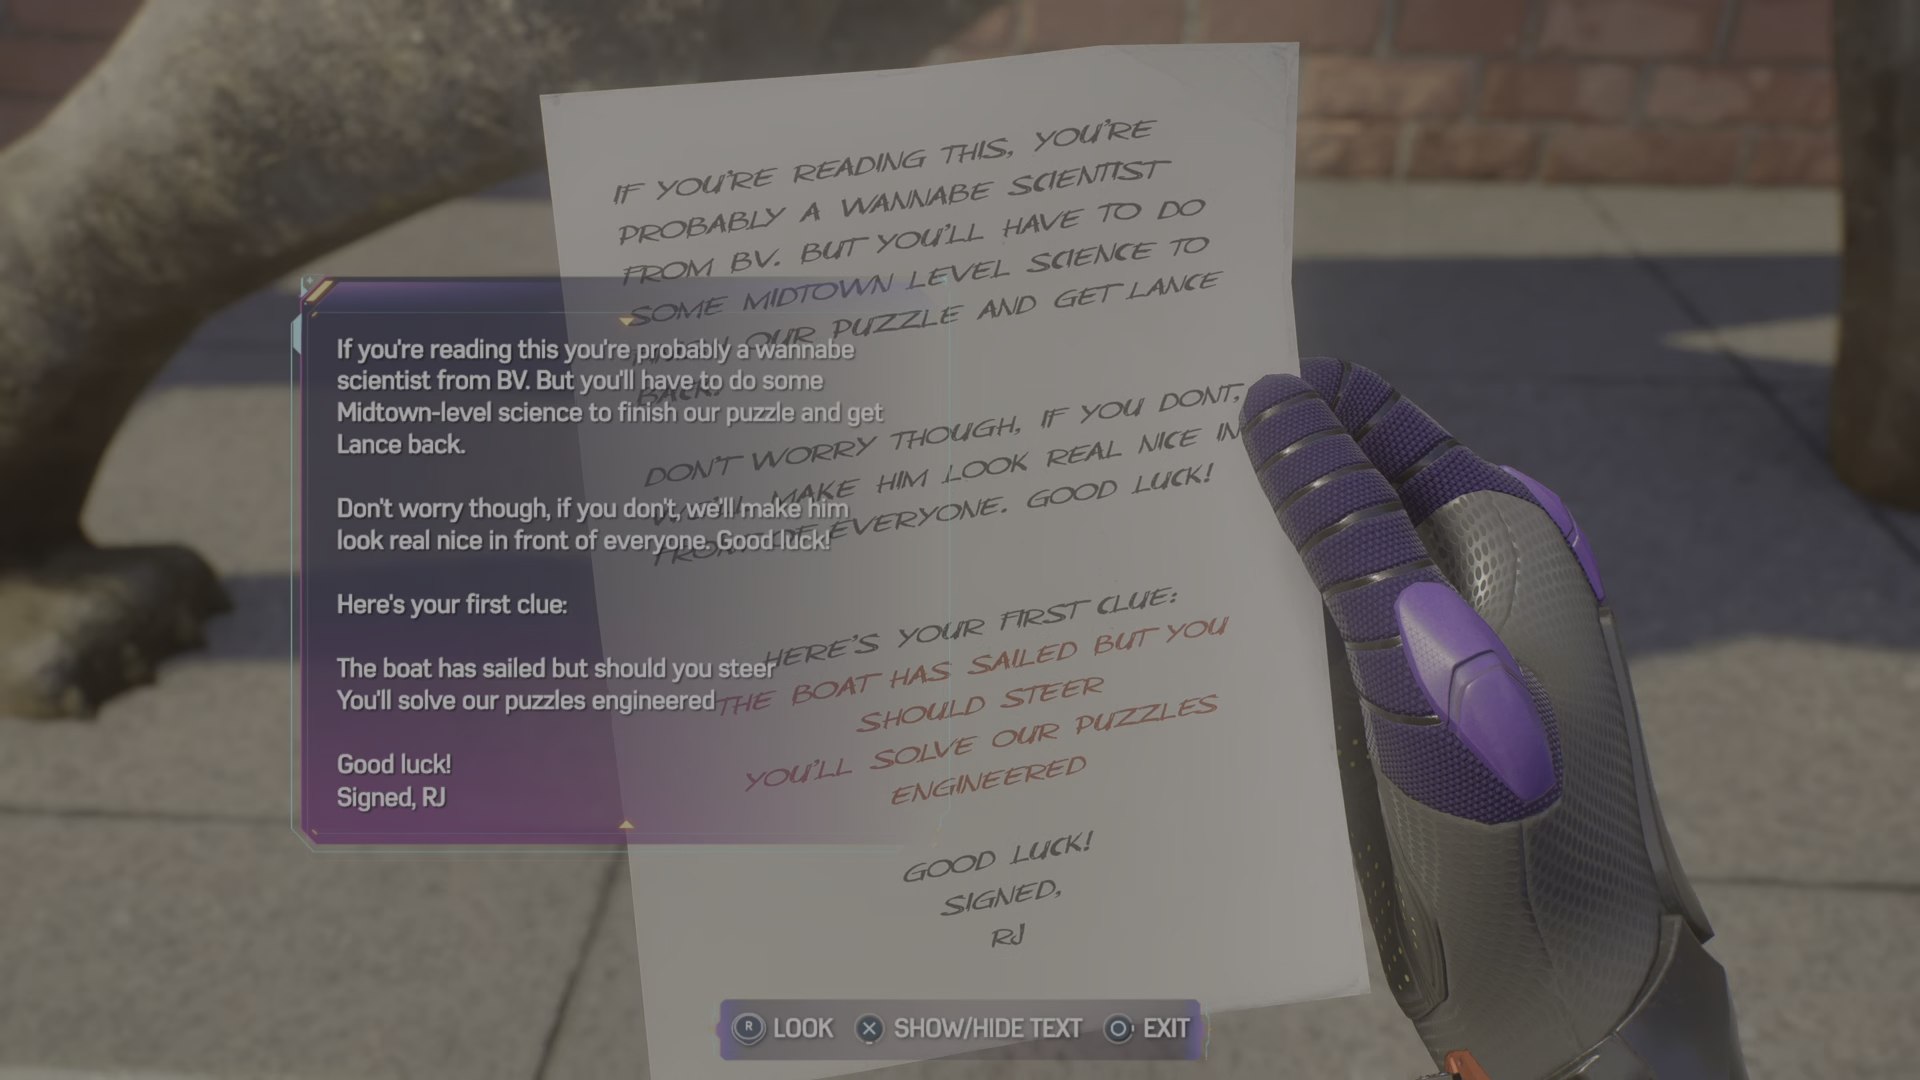 IF YOU'RE READING THIS, YOU'RE
PROBABLY A WANNABE SCIENTIST
FROM BV. BUT YOU'LL HAVE TO DO
SOME MIDTOWN LEVEL SCIENCE TO
OUR PUZZLE AND GET LANCE
BACK.
DON'T WORRY THOUGH, IF YOU DONT,
WE'LL MAKE HIM LOOK REAL NICE IN
FRONT OF EVERYONE. GOOD LUCK!
HERE'S YOUR FIRST CLUE:
THE BOAT HAS SAILED BUT YOU
SHOULD STEER
YOU'LL SOLVE OUR PUZZLES
ENGINEERED
GOOD LUCK!
SIGNED,
RJ
If you're reading this you're probably a wannabe
scientist from BV. But you'll have to do some
Midtown-level science to finish our puzzle and get
Lance back.
Don't worry though, if you don't, we'll make him
look real nice in front of everyone. Good luck!
Here's your first clue:
The boat has sailed but should you steer
You'll solve our puzzles engineered
Good luck!
Signed, RJ
R LOOK SHOW/HIDE TEXT EXIT